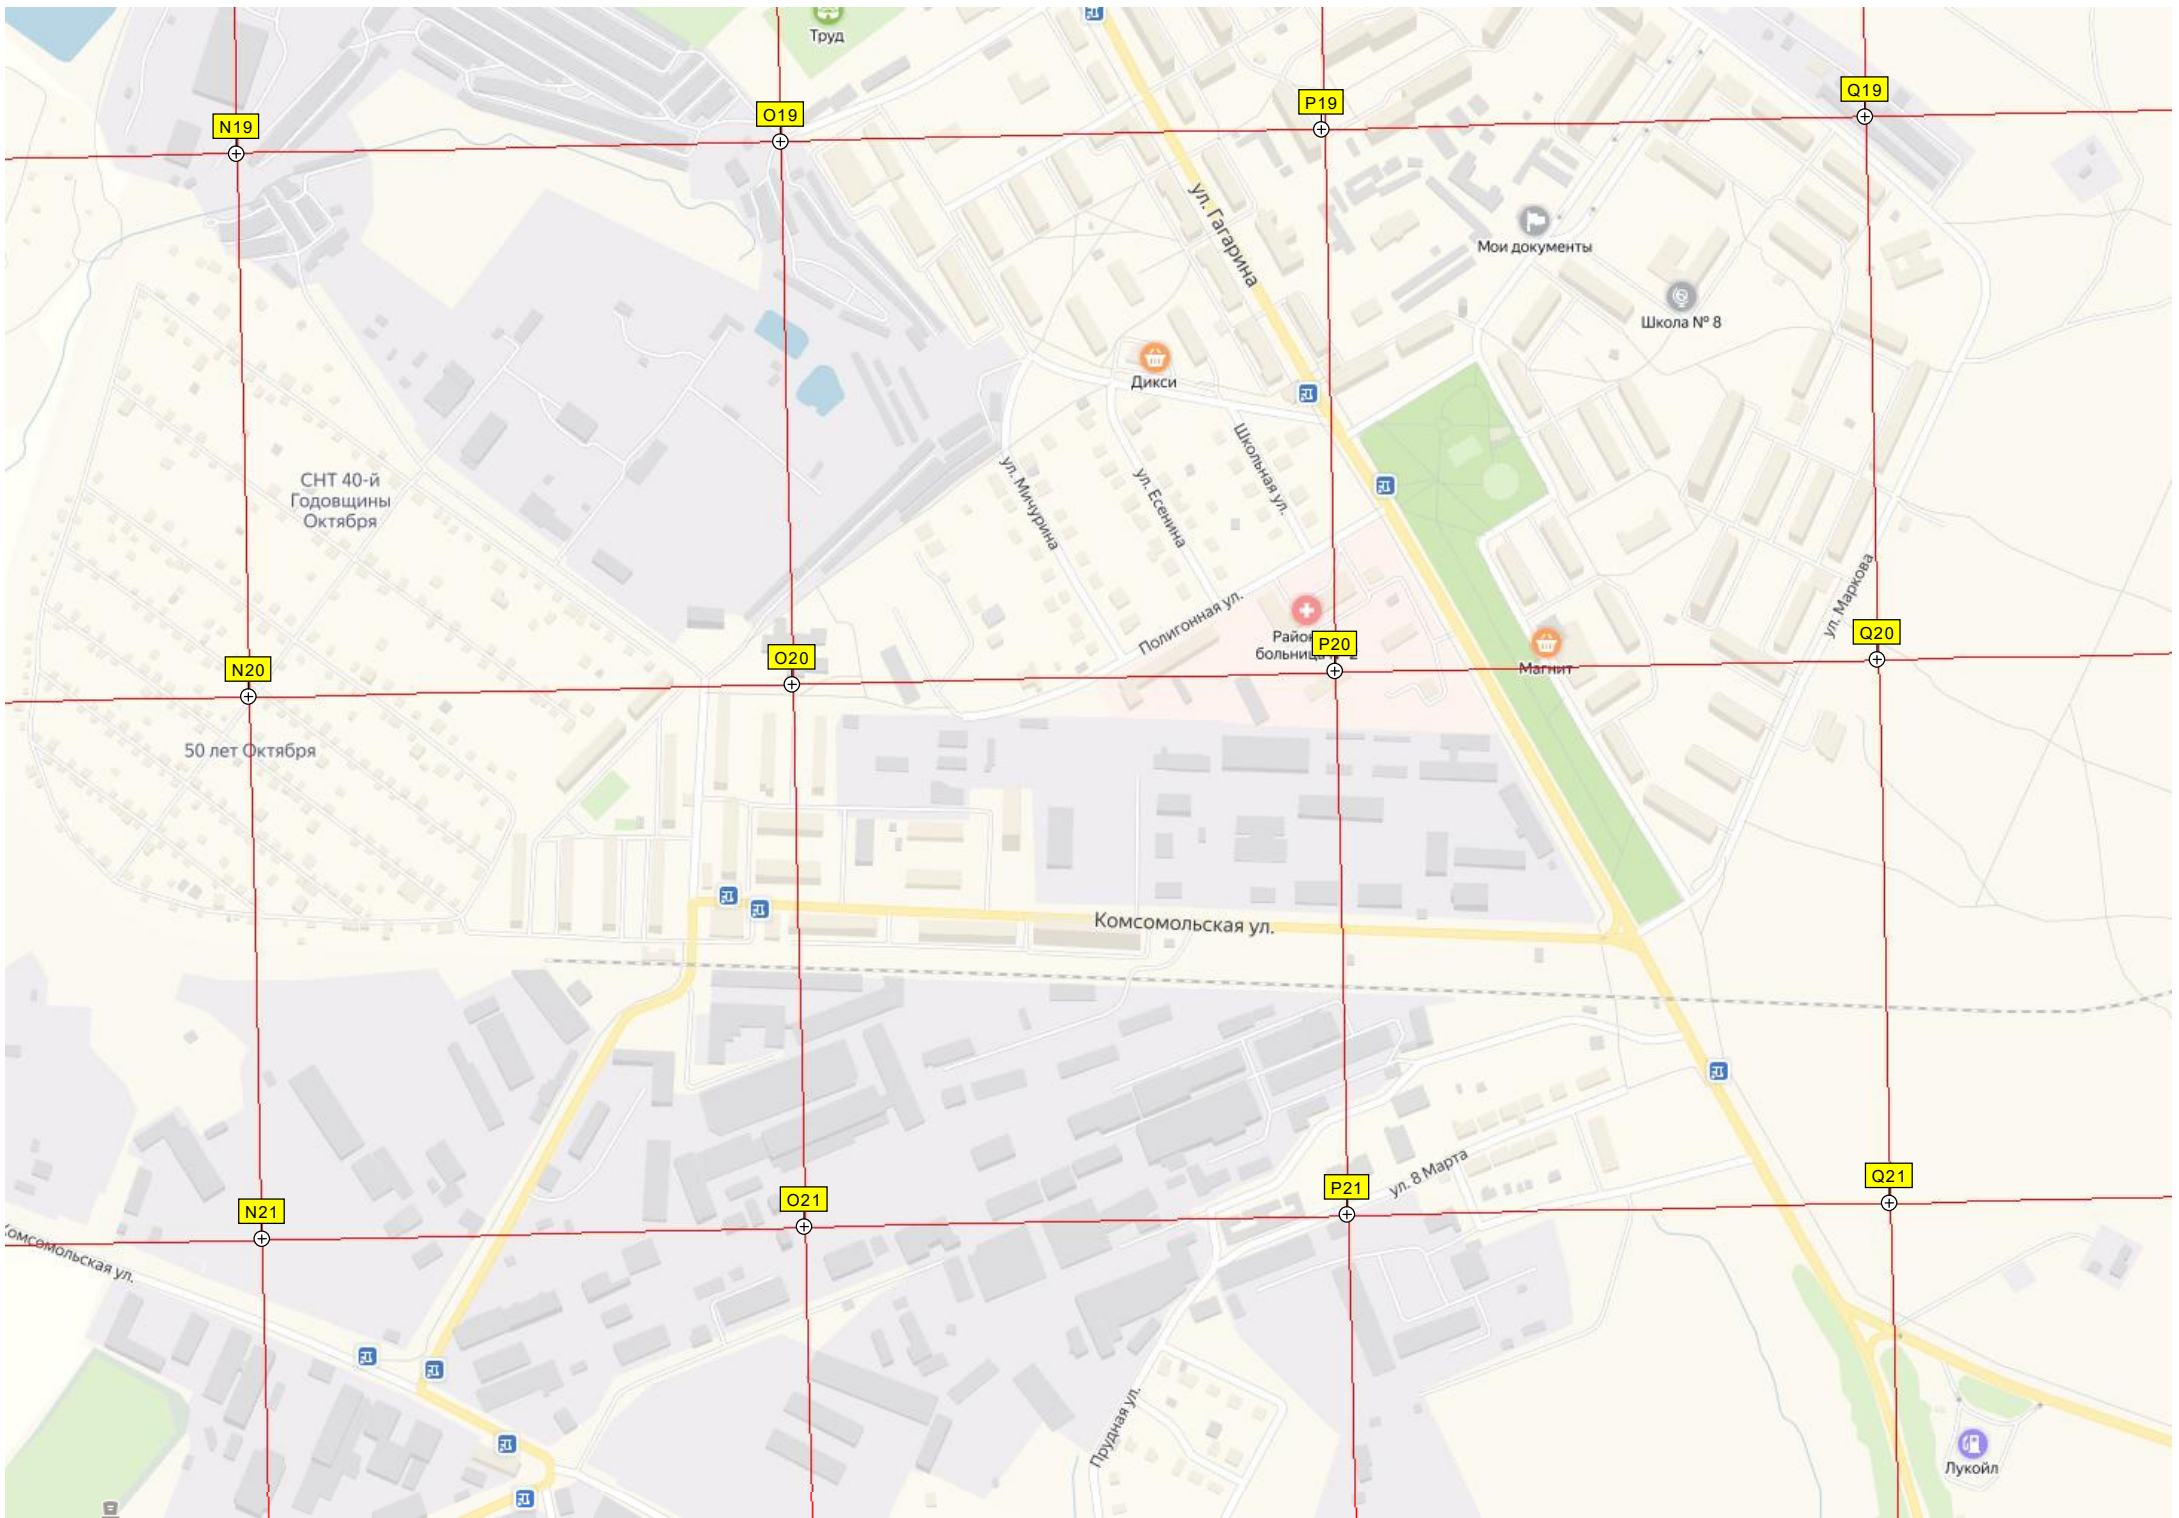 Труд
Q19
P19
O19
N19
ул. Гагарина
Мои документы
Школа № 8
Дикси
СНТ 40-й
Годовщины
Октября
ул. Мичурина
ул. Есенина
Школьная ул.
Полигонная ул.
ул. Маркова
Q20
P20
O20
N20
Магнит
50 лет Октября
Комсомольская ул.
ул. 8 Марта
Q21
P21
O21
N21
Комсомольская ул.
Прудная ул.
Лукойл